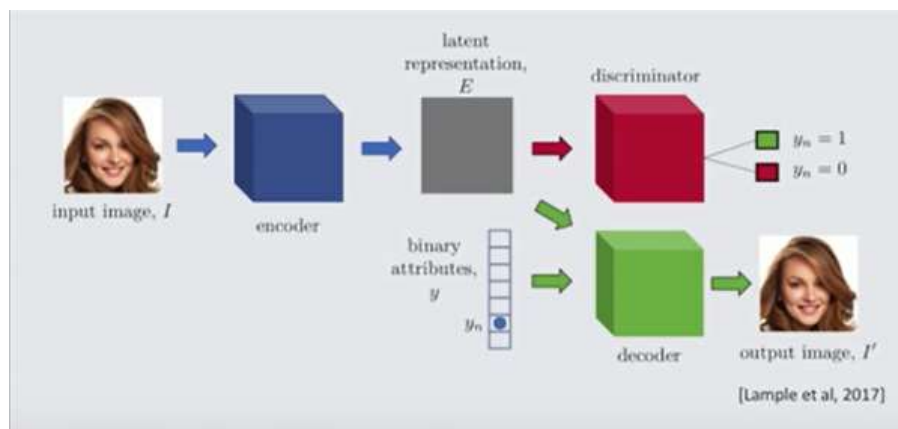 latent
representation,
E
discriminator
y_n = 1
y_n = 0
input image, I
encoder
binary
attributes,
y
y_n
decoder
output image, I′
[Lample et al, 2017]